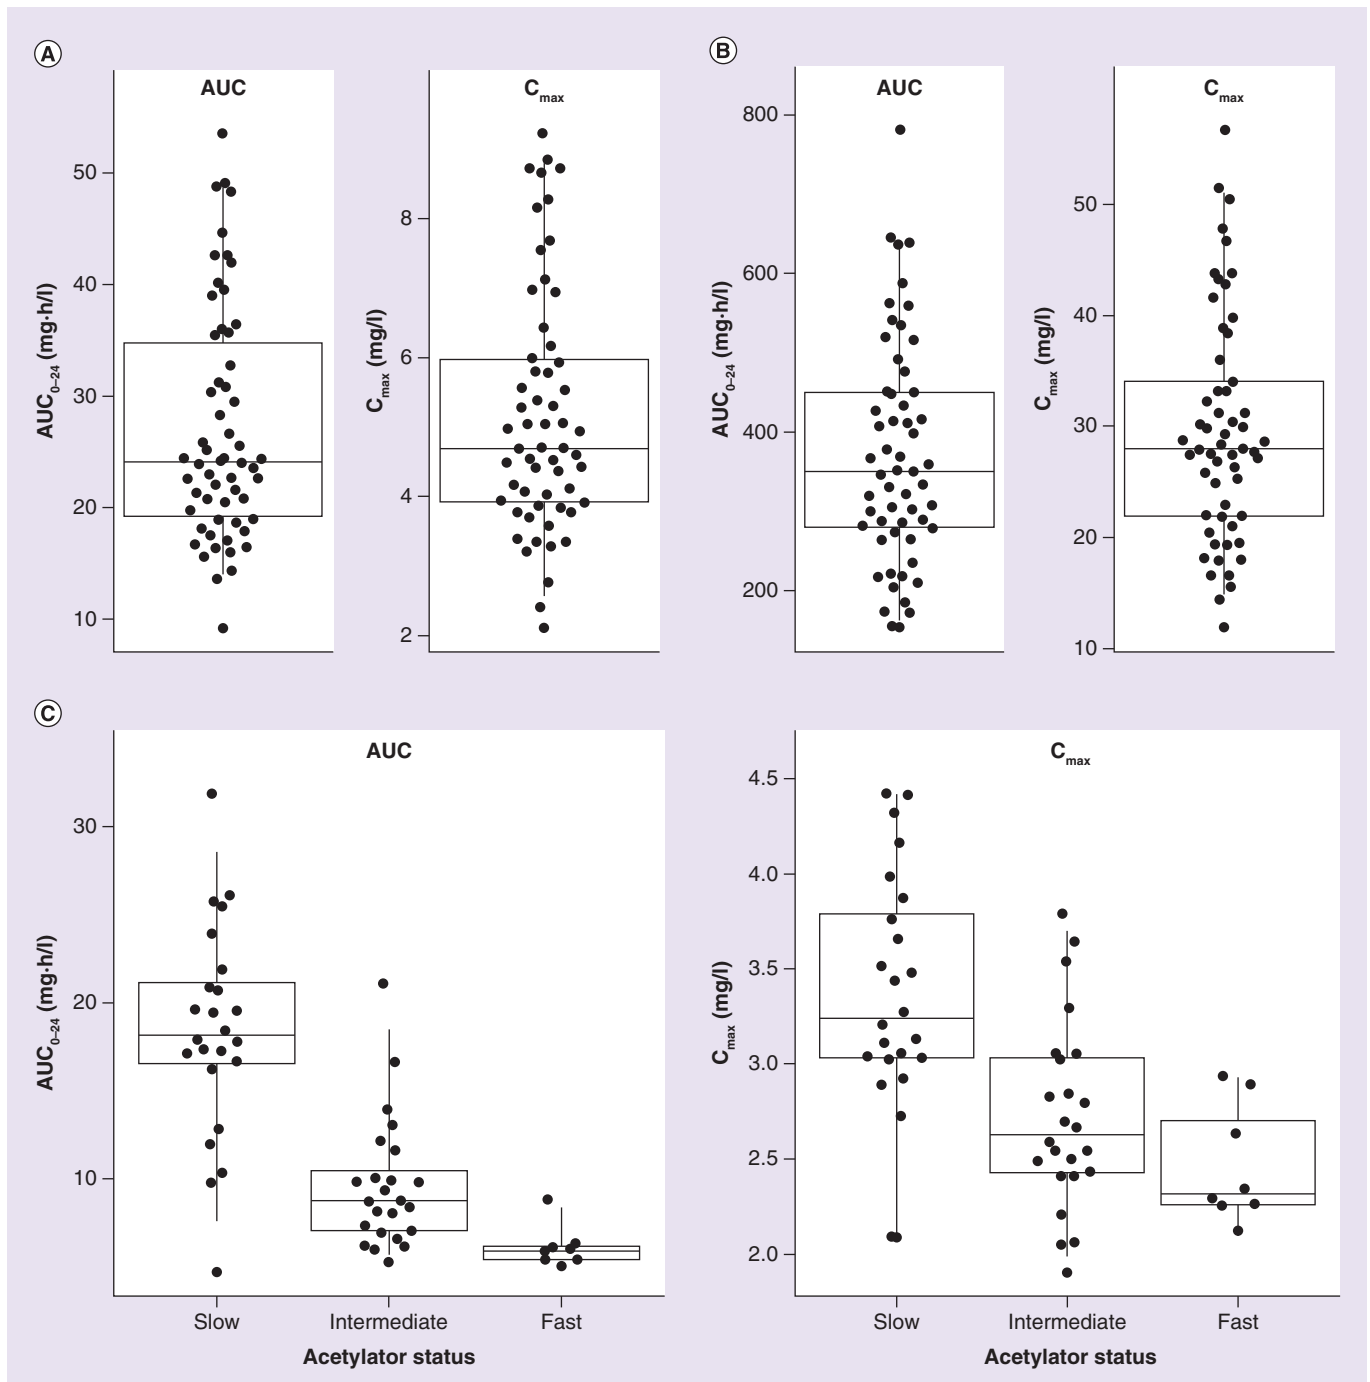 A
AUC
AUC0–24 (mg·h/l)
50
40
30
20
10
Cmax
Cmax (mg/l)
8
6
4
2
B
AUC
AUC0–24 (mg·h/l)
800
600
400
200
Cmax
Cmax (mg/l)
50
40
30
20
10
C
AUC
AUC0–24 (mg·h/l)
30
20
10
Slow Intermediate Fast
Acetylator status
Cmax
Cmax (mg/l)
4.5
4.0
3.5
3.0
2.5
2.0
Slow Intermediate Fast
Acetylator status